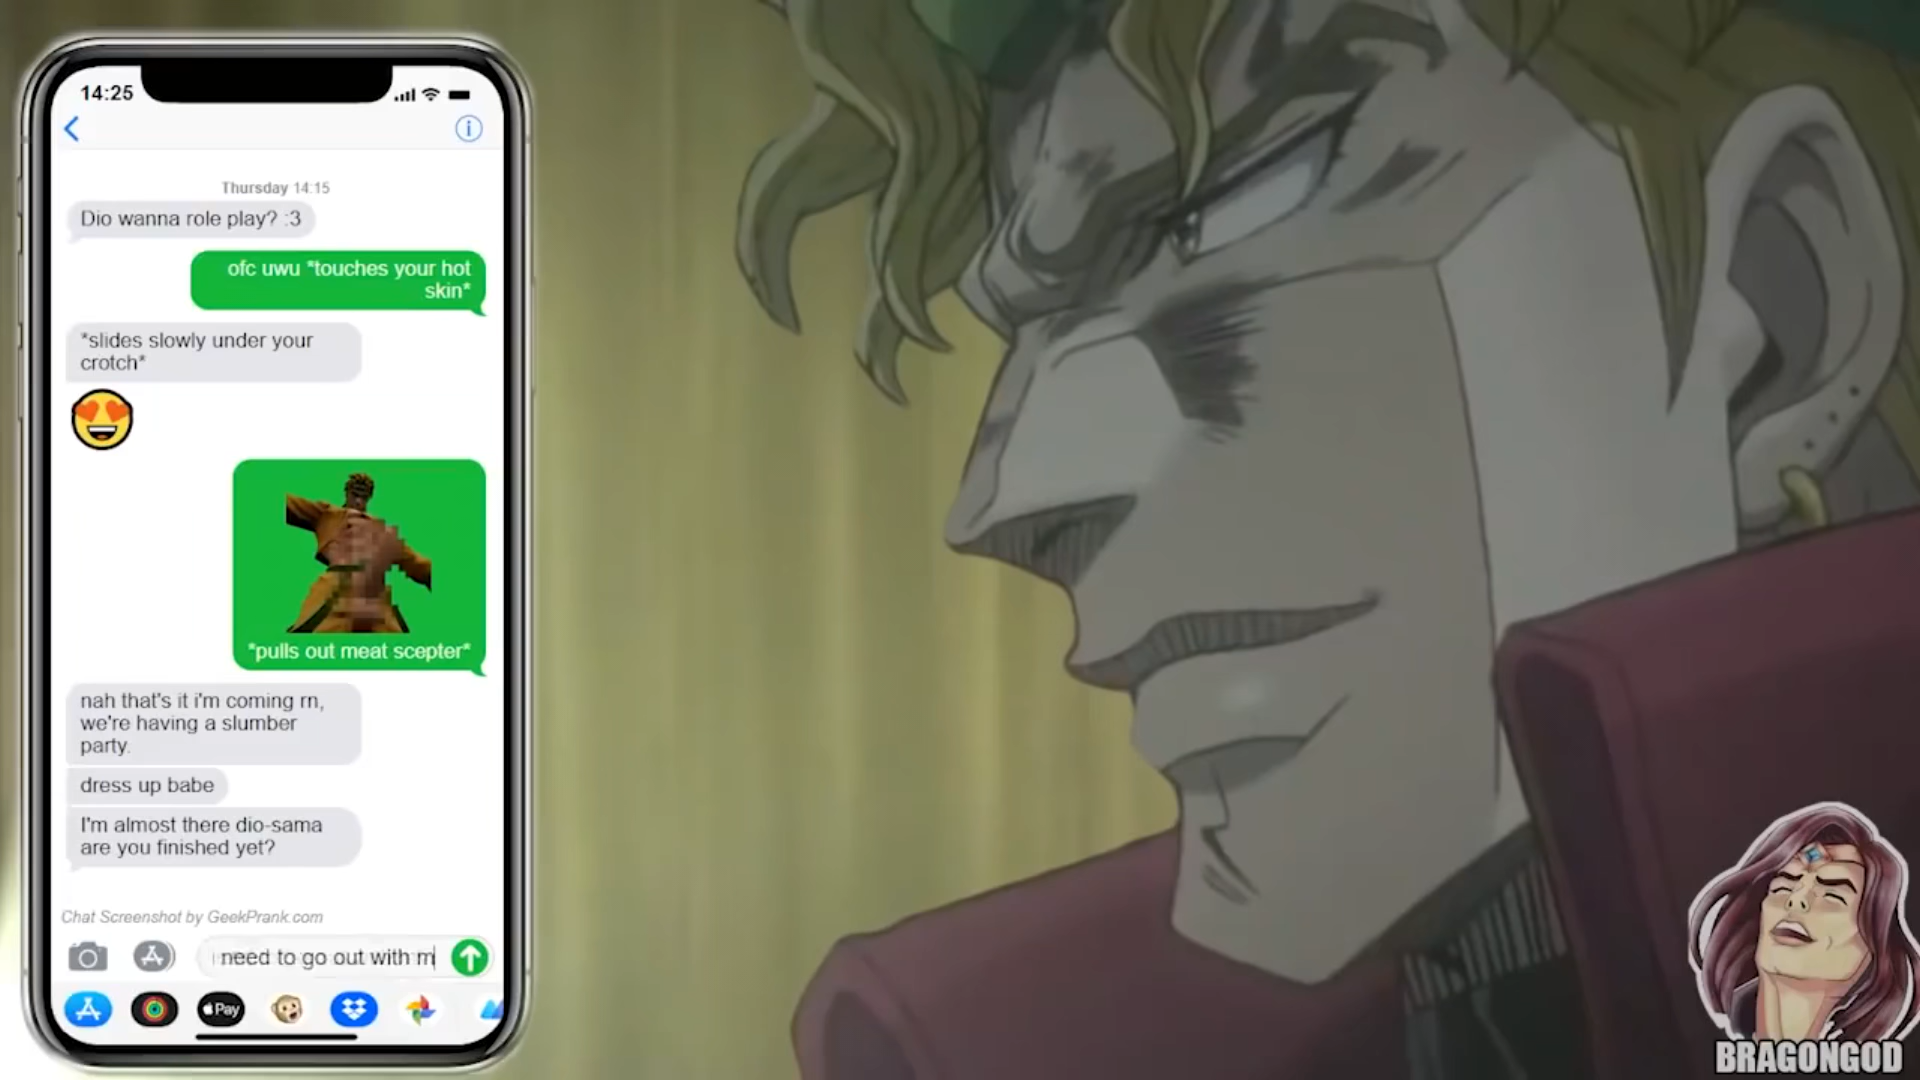 14:25
Thursday 14:15
Dio wanna role play? :3
ofc uwu *touches your hot
skin*
*slides slowly under your
crotch*
*pulls out meat scepter*
nah that's it i'm coming rn,
we're having a slumber
party.
dress up babe
I'm almost there dio-sama
are you finished yet?
Chat Screenshot by GeekPrank.com
need to go out with m
Pay
BRAGONGOD